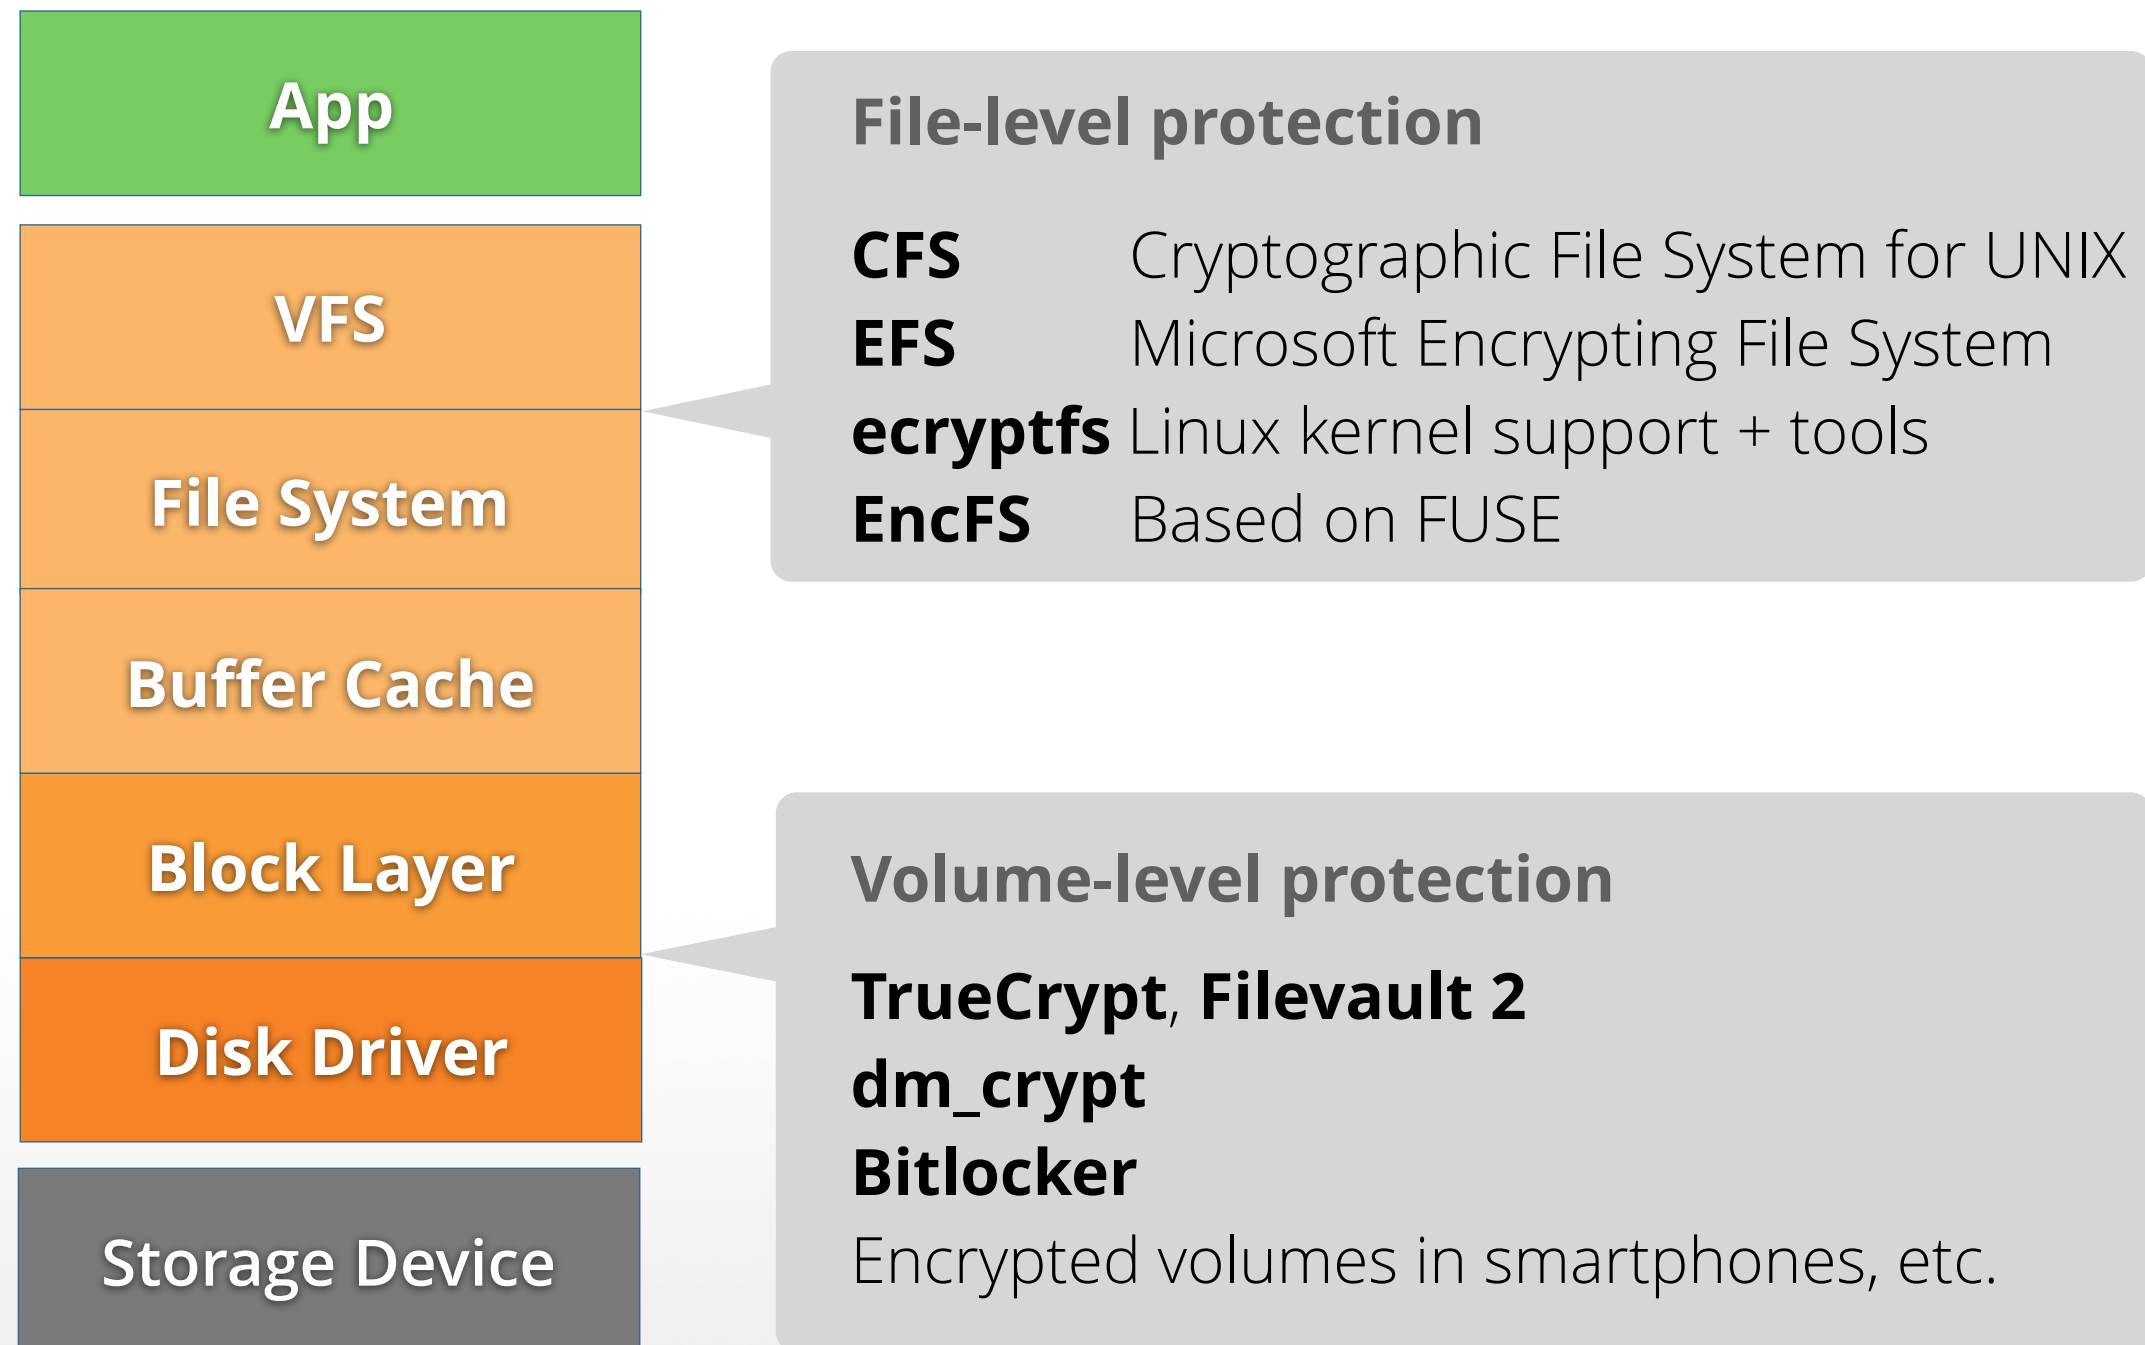 App
VFS
File System
Buffer Cache
Block Layer
Disk Driver
Storage Device
File-level protection
CFS Cryptographic File System for UNIX
EFS Microsoft Encrypting File System
ecryptfs Linux kernel support + tools
EncFS Based on FUSE
Volume-level protection
TrueCrypt, Filevault 2
dm_crypt
Bitlocker
Encrypted volumes in smartphones, etc.